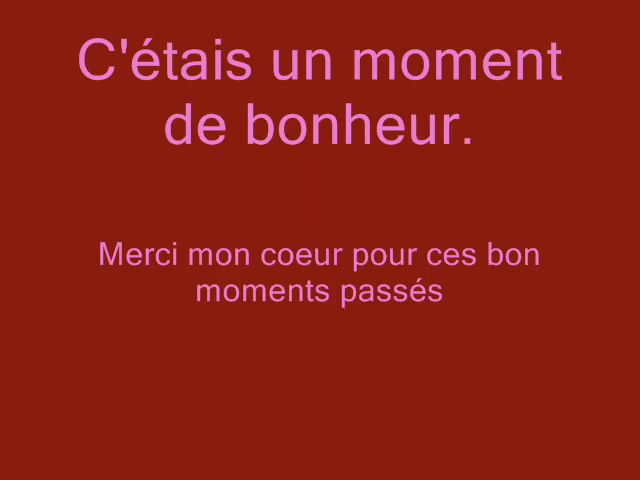 C'étais un moment
de bonheur.
Merci mon coeur pour ces bon
moments passés